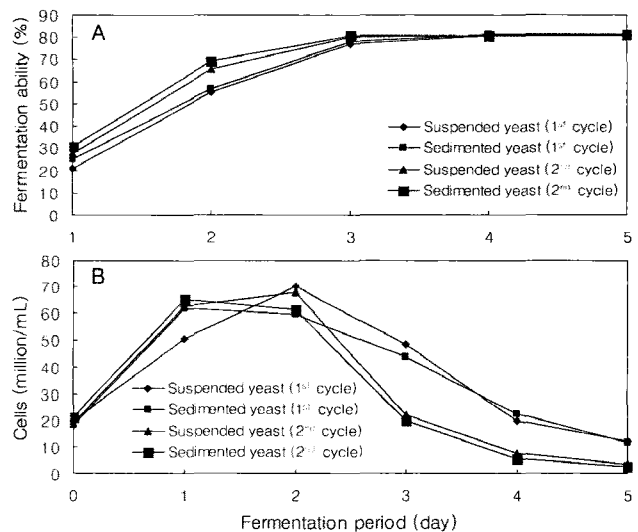 A
Fermentation ability (%)
90
80
70
60
50
40
30
20
10
0
Suspended yeast (1st cycle)
Sedimented yeast (1st cycle)
Suspended yeast (2nd cycle)
Sedimented yeast (2nd cycle)
1
2
3
4
5
B
Cells (million/mL)
80
70
60
50
40
30
20
10
0
Suspended yeast (1st cycle)
Sedimented yeast (1st cycle)
Suspended yeast (2nd cycle)
Sedimented yeast (2nd cycle)
0
1
2
3
4
5
Fermentation period (day)